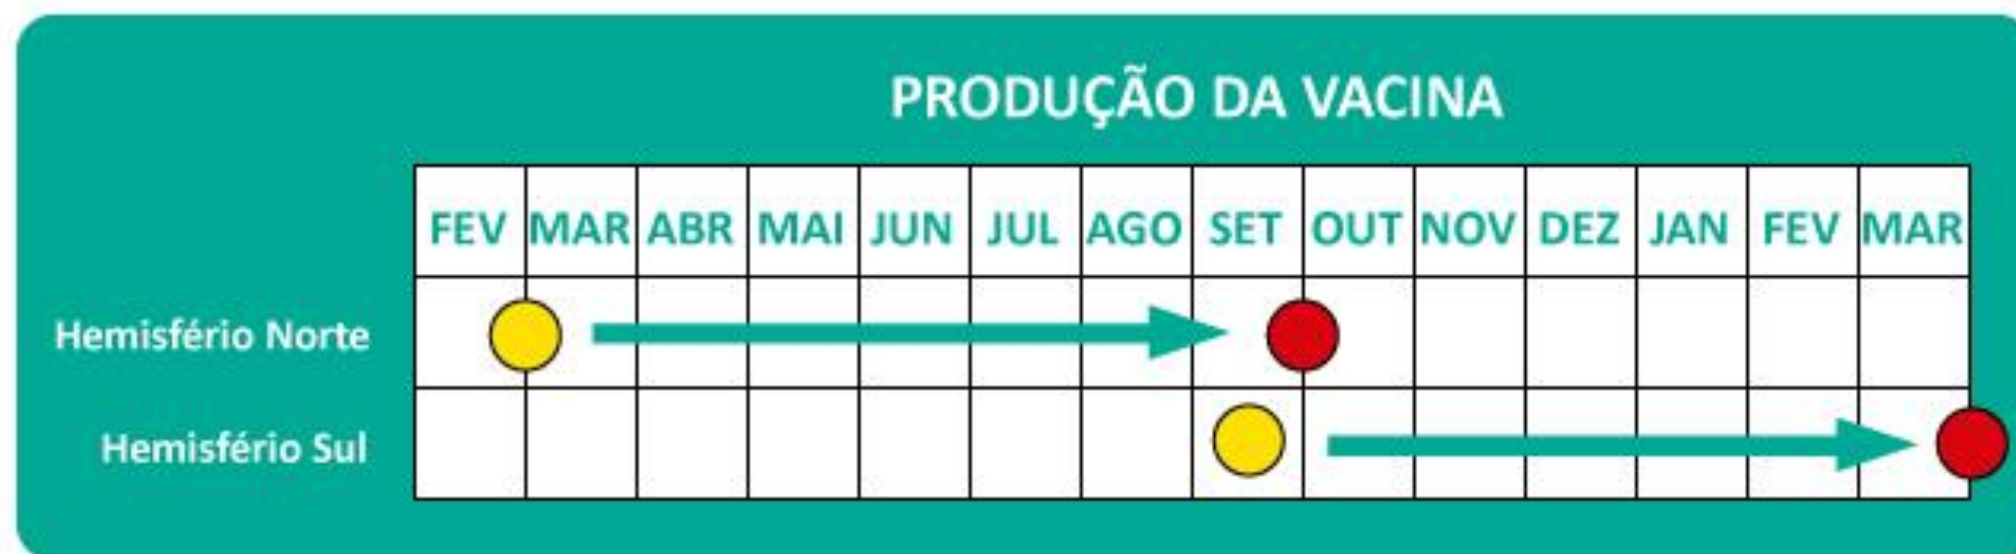 PRODUÇÃO DA VACINA
FEV MAR ABR MAI JUN JUL AGO SET OUT NOV DEZ JAN FEV MAR
Hemisfério Norte
Hemisfério Sul